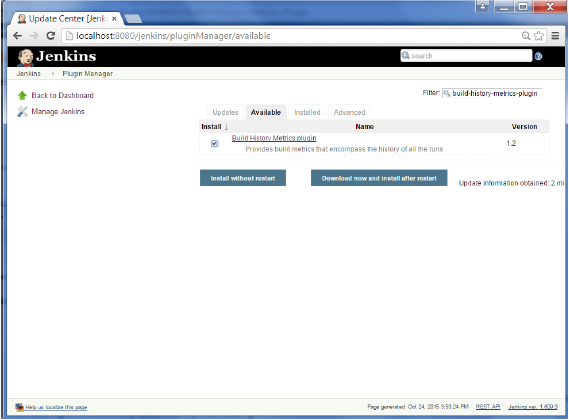 Update Center [Jenkins
localhost:8080/jenkins/pluginManager/available
Jenkins
search
Jenkins > Plugin Manager
Back to Dashboard
Manage Jenkins
Filter: build-history-metrics-plugin
Updates Available Installed Advanced
Install ↓ Name Version
Build History Metrics plugin 1.2
Provides build metrics that encompass the history of all the runs
Install without restart Download now and install after restart Update information obtained: 2 mi
Help us localize this page Page generated: Oct 24, 2015 3:53:24 PM REST API Jenkins ver. 1.609.3